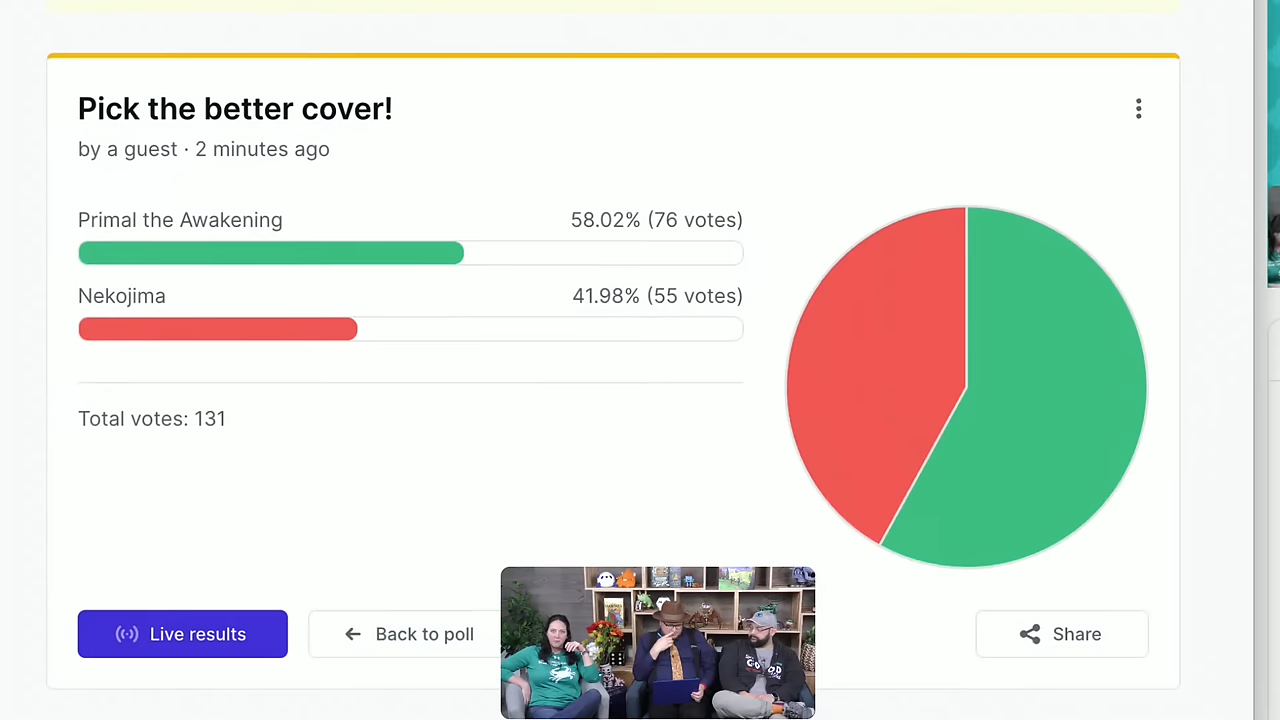 Pick the better cover!
by a guest · 2 minutes ago
Primal the Awakening 58.02% (76 votes)
Nekojima 41.98% (55 votes)
Total votes: 131
Live results
Back to poll
Share